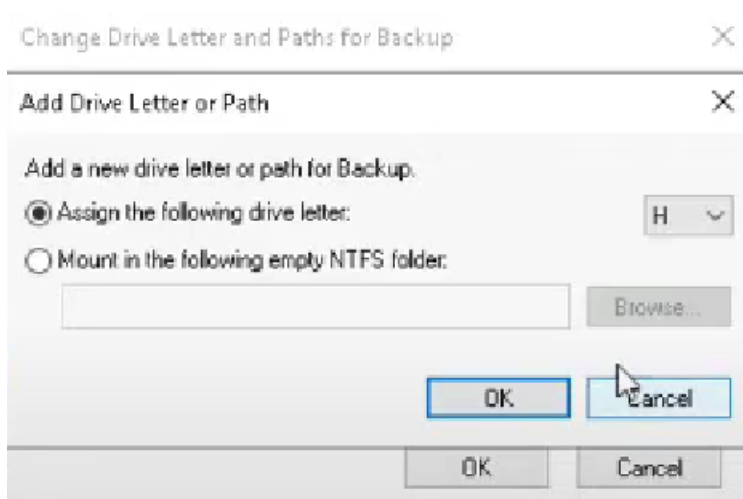 Change Drive Letter and Paths for Backup
Add Drive Letter or Path
Add a new drive letter or path for Backup.
Assign the following drive letter: H
Mount in the following empty NTFS folder:
Browse...
OK Cancel
OK Cancel